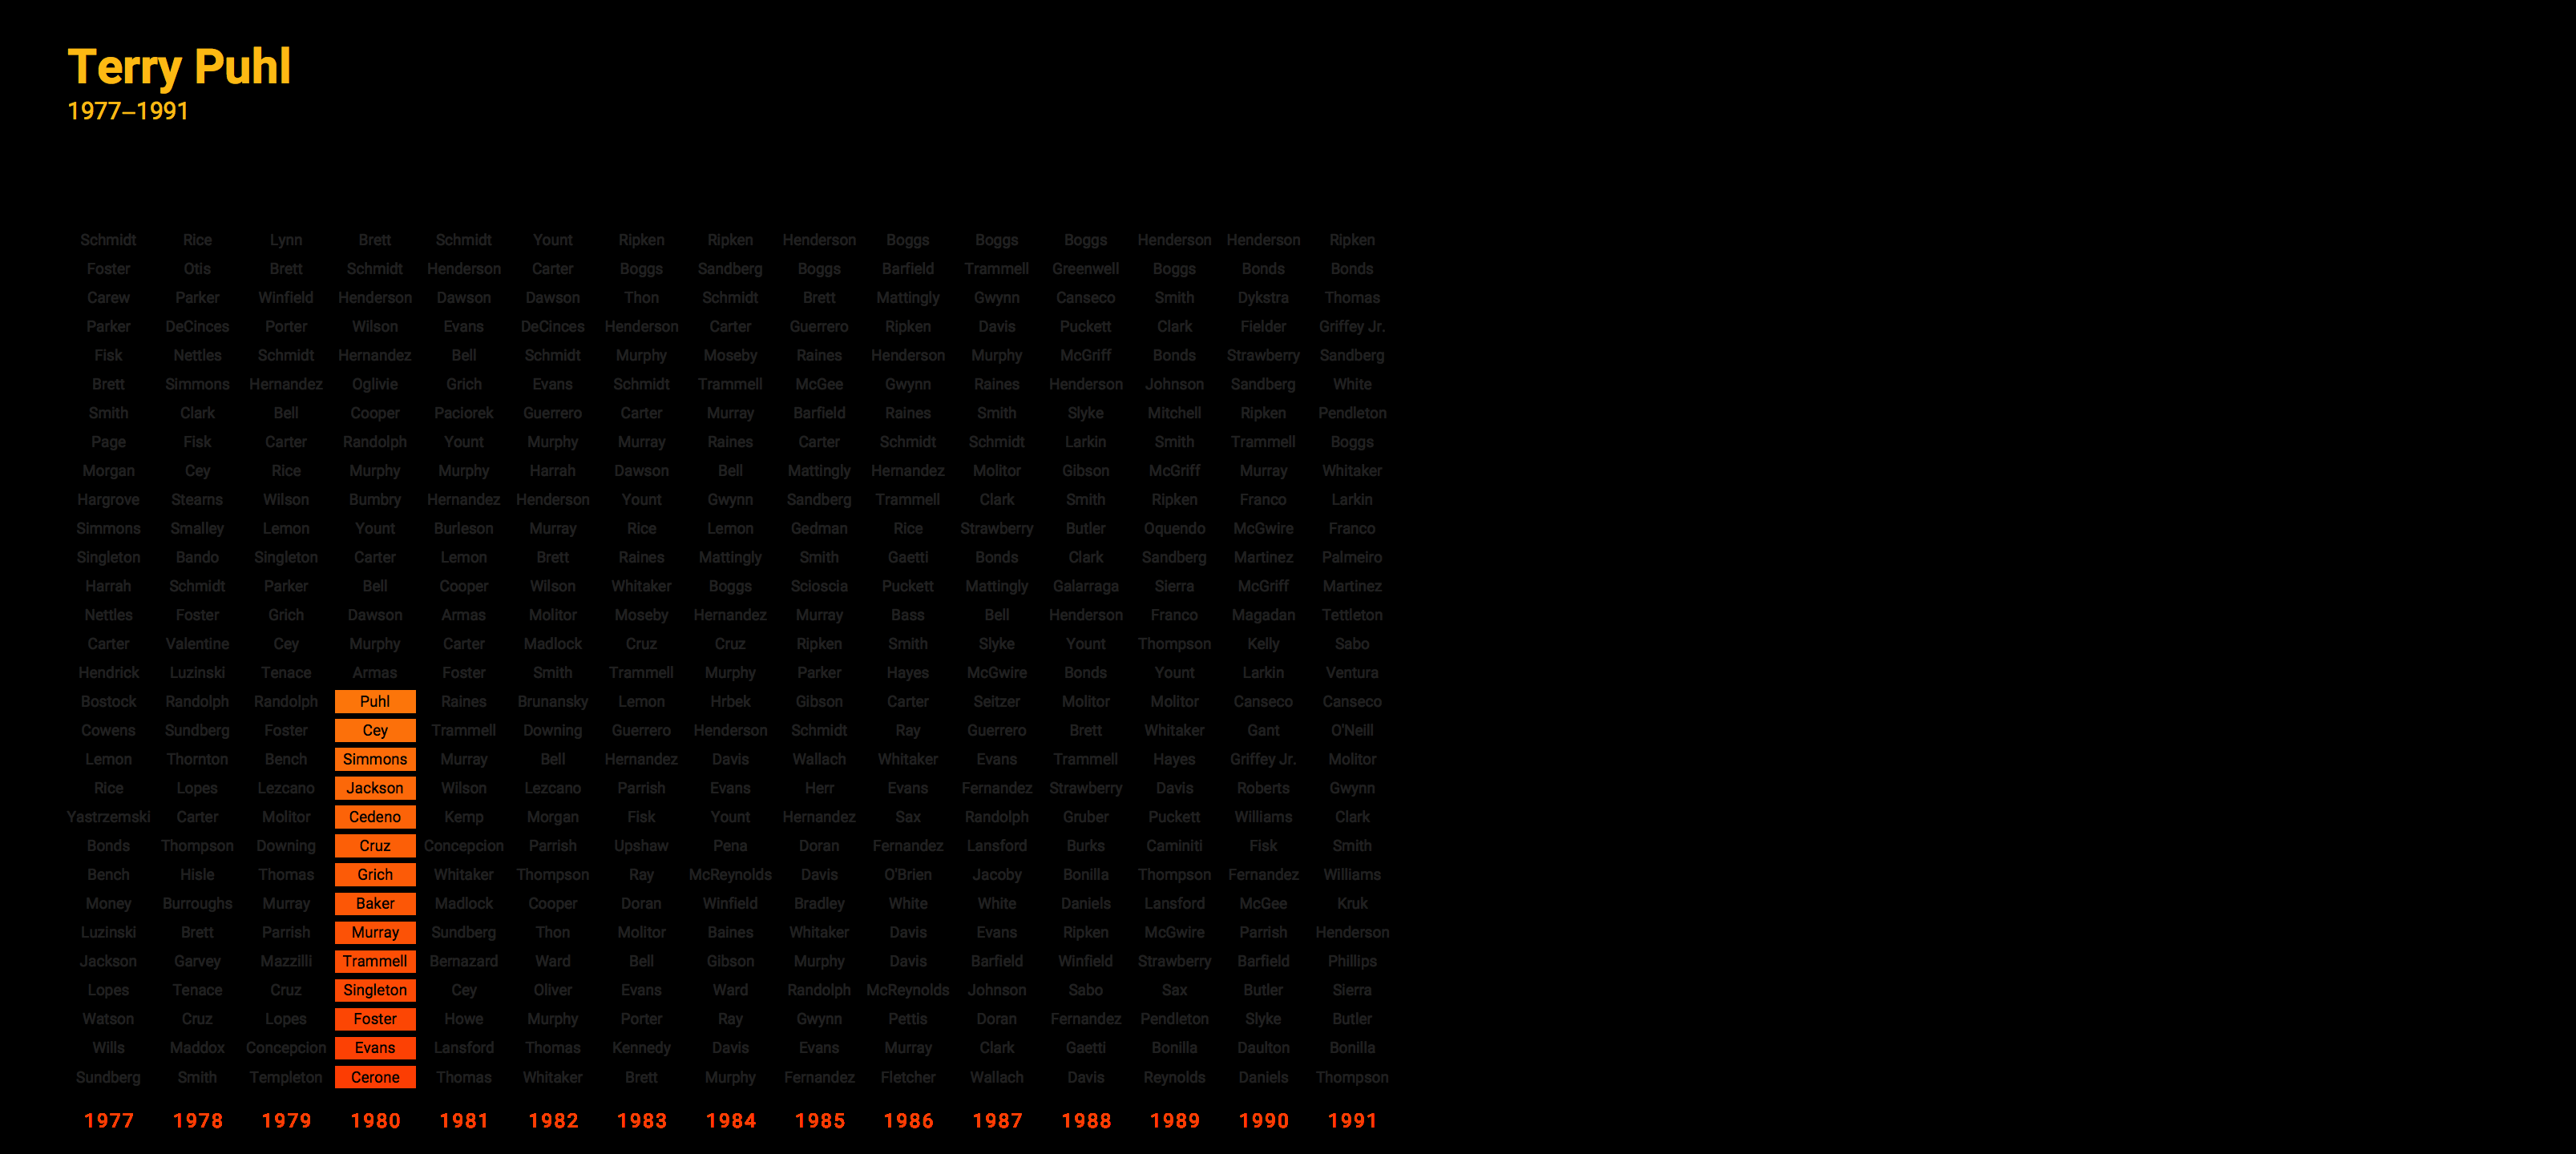 Terry Puhl
1977–1991
Schmidt Rice Lynn Brett Schmidt Yount Ripken Ripken Henderson Boggs Boggs Boggs Henderson Henderson Ripken
Foster Otis Brett Schmidt Henderson Carter Boggs Sandberg Boggs Barfield Trammell Greenwell Boggs Bonds Bonds
Carew Parker Winfield Henderson Dawson Dawson Thon Schmidt Brett Mattingly Gwynn Canseco Smith Dykstra Thomas
Parker DeCinces Porter Wilson Evans DeCinces Henderson Carter Guerrero Ripken Davis Puckett Clark Fielder Griffey Jr.
Fisk Nettles Schmidt Hernandez Bell Schmidt Murphy Moseby Raines Henderson Murphy McGriff Bonds Strawberry Sandberg
Brett Simmons Hernandez Oglivie Grich Evans Schmidt Trammell McGee Gwynn Raines Henderson Johnson Sandberg White
Smith Clark Bell Cooper Paciorek Guerrero Carter Murray Barfield Raines Smith Slyke Mitchell Ripken Pendleton
Page Fisk Carter Randolph Yount Murphy Murray Raines Carter Schmidt Schmidt Larkin Smith Trammell Boggs
Morgan Cey Rice Murphy Murphy Harrah Dawson Bell Mattingly Hernandez Molitor Gibson McGriff Murray Whitaker
Hargrove Stearns Wilson Bumbry Hernandez Henderson Yount Gwynn Sandberg Trammell Clark Smith Ripken Franco Larkin
Simmons Smalley Lemon Yount Burleson Murray Rice Lemon Gedman Rice Strawberry Butler Oquendo McGwire Franco
Singleton Bando Singleton Carter Lemon Brett Raines Mattingly Smith Gaetti Bonds Clark Sandberg Martinez Palmeiro
Harrah Schmidt Parker Bell Cooper Wilson Whitaker Boggs Scioscia Puckett Mattingly Galarraga Sierra McGriff Martinez
Nettles Foster Grich Dawson Armas Molitor Moseby Hernandez Murray Bass Bell Henderson Franco Magadan Tettleton
Carter Valentine Cey Murphy Carter Madlock Cruz Cruz Ripken Smith Slyke Yount Thompson Kelly Sabo
Hendrick Luzinski Tenace Armas Foster Smith Trammell Murphy Parker Hayes McGwire Bonds Yount Larkin Ventura
Bostock Randolph Randolph Puhl Raines Brunansky Lemon Hrbek Gibson Carter Seitzer Molitor Molitor Canseco Canseco
Cowens Sundberg Foster Cey Trammell Downing Guerrero Henderson Schmidt Ray Guerrero Brett Whitaker Gant O'Neill
Lemon Thornton Bench Simmons Murray Bell Hernandez Davis Wallach Whitaker Evans Trammell Hayes Griffey Jr. Molitor
Rice Lopes Lezcano Jackson Wilson Lezcano Parrish Evans Herr Evans Fernandez Strawberry Davis Roberts Gwynn
Yastrzemski Carter Molitor Cedeno Kemp Morgan Fisk Yount Hernandez Sax Randolph Gruber Puckett Williams Clark
Bonds Thompson Downing Cruz Concepcion Parrish Upshaw Pena Doran Fernandez Lansford Burks Caminiti Fisk Smith
Bench Hisle Thomas Grich Whitaker Thompson Ray McReynolds Davis O'Brien Jacoby Bonilla Thompson Fernandez Williams
Money Burroughs Murray Baker Madlock Cooper Doran Winfield Bradley White White Daniels Lansford McGee Kruk
Luzinski Brett Parrish Murray Sundberg Thon Molitor Baines Whitaker Davis Evans Ripken McGwire Parrish Henderson
Jackson Garvey Mazzilli Trammell Bernazard Ward Bell Gibson Murphy Davis Barfield Winfield Strawberry Barfield Phillips
Lopes Tenace Cruz Singleton Cey Oliver Evans Ward Randolph McReynolds Johnson Sabo Sax Butler Sierra
Watson Cruz Lopes Foster Howe Murphy Porter Ray Gwynn Pettis Doran Fernandez Pendleton Slyke Butler
Wills Maddox Concepcion Evans Lansford Thomas Kennedy Davis Evans Murray Clark Gaetti Bonilla Daulton Bonilla
Sundberg Smith Templeton Cerone Thomas Whitaker Brett Murphy Fernandez Fletcher Wallach Davis Reynolds Daniels Thompson
1977 1978 1979 1980 1981 1982 1983 1984 1985 1986 1987 1988 1989 1990 1991